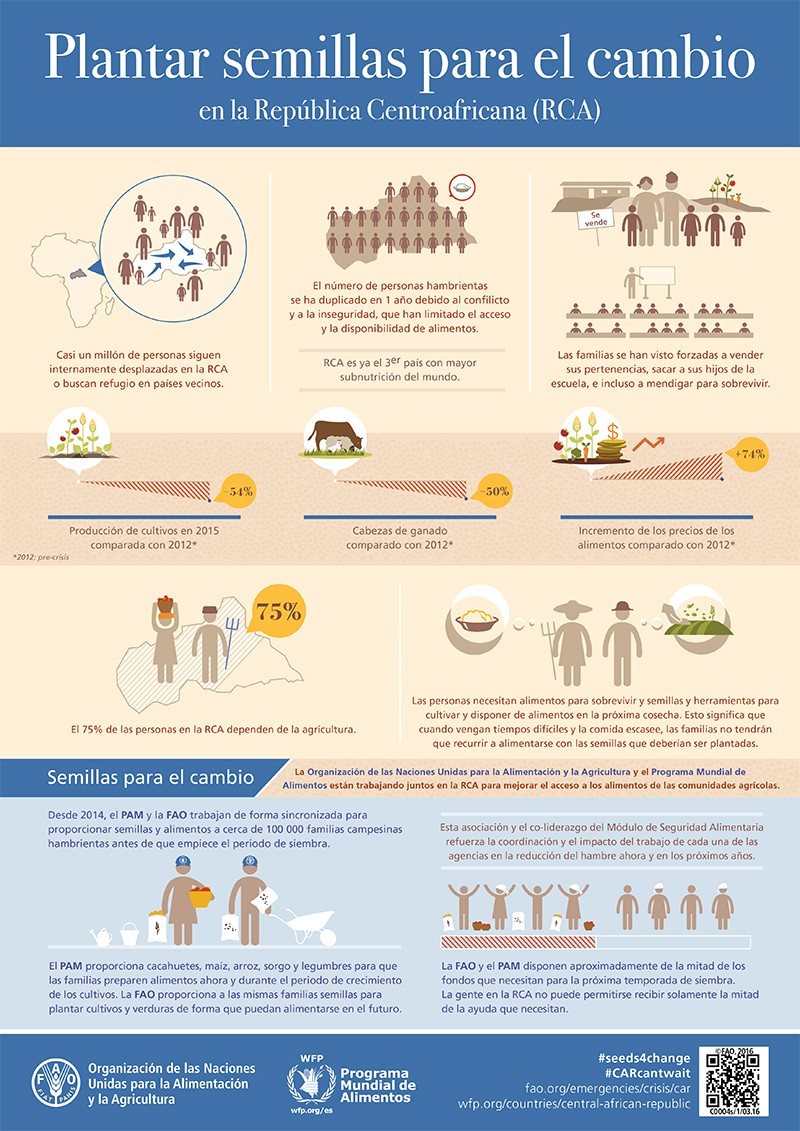 Plantar semillas para el cambio
en la República Centroafricana (RCA)
Casi un millón de personas siguen
internamente desplazadas en la RCA
o buscan refugio en países vecinos.
El número de personas hambrientas
se ha duplicado en 1 año debido al confilicto
y a la inseguridad, que han limitado el acceso
y la disponibilidad de alimentos.
RCA es ya el 3er país con mayor
subnutrición del mundo.
Se
vende
Las familias se han visto forzadas a vender
sus pertenencias, sacar a sus hijos de la
escuela, e incluso a mendigar para sobrevivir.
-54%
Producción de cultivos en 2015
comparada con 2012*
-50%
Cabezas de ganado
comparado con 2012*
$
+74%
Incremento de los precios de los
alimentos comparado con 2012*
*2012: pre-crisis
75%
El 75% de las personas en la RCA dependen de la agricultura.
Las personas necesitan alimentos para sobrevivir y semillas y herramientas para
cultivar y disponer de alimentos en la próxima cosecha. Esto significa que
cuando vengan tiempos difíciles y la comida escasee, las familias no tendrán
que recurrir a alimentarse con las semillas que deberían ser plantadas.
Semillas para el cambio
La Organización de las Naciones Unidas para la Alimentación y la Agricultura y el Programa Mundial de
Alimentos están trabajando juntos en la RCA para mejorar el acceso a los alimentos de las comunidades agrícolas.
Desde 2014, el PAM y la FAO trabajan de forma sincronizada para
proporcionar semillas y alimentos a cerca de 100 000 familias campesinas
hambrientas antes de que empiece el periodo de siembra.
El PAM proporciona cacahuetes, maíz, arroz, sorgo y legumbres para que
las familias preparen alimentos ahora y durante el periodo de crecimiento
de los cultivos. La FAO proporciona a las mismas familias semillas para
plantar cultivos y verduras de forma que puedan alimentarse en el futuro.
Esta asociación y el co-liderazgo del Módulo de Seguridad Alimentaria
refuerza la coordinación y el impacto del trabajo de cada una de las
agencias en la reducción del hambre ahora y en los próximos años.
La FAO y el PAM disponen aproximadamente de la mitad de los
fondos que necesitan para la próxima temporada de siembra.
La gente en la RCA no puede permitirse recibir solamente la mitad
de la ayuda que necesitan.
FAO
FIAT PANIS
Organización de las Naciones
Unidas para la Alimentación
y la Agricultura
WFP
wfp.org/es
Programa
Mundial de
Alimentos
#seeds4change
#CARcantwait
fao.org/emergencies/crisis/car
wfp.org/countries/central-african-republic
©FAO, 2016
C0004s/1/03.16